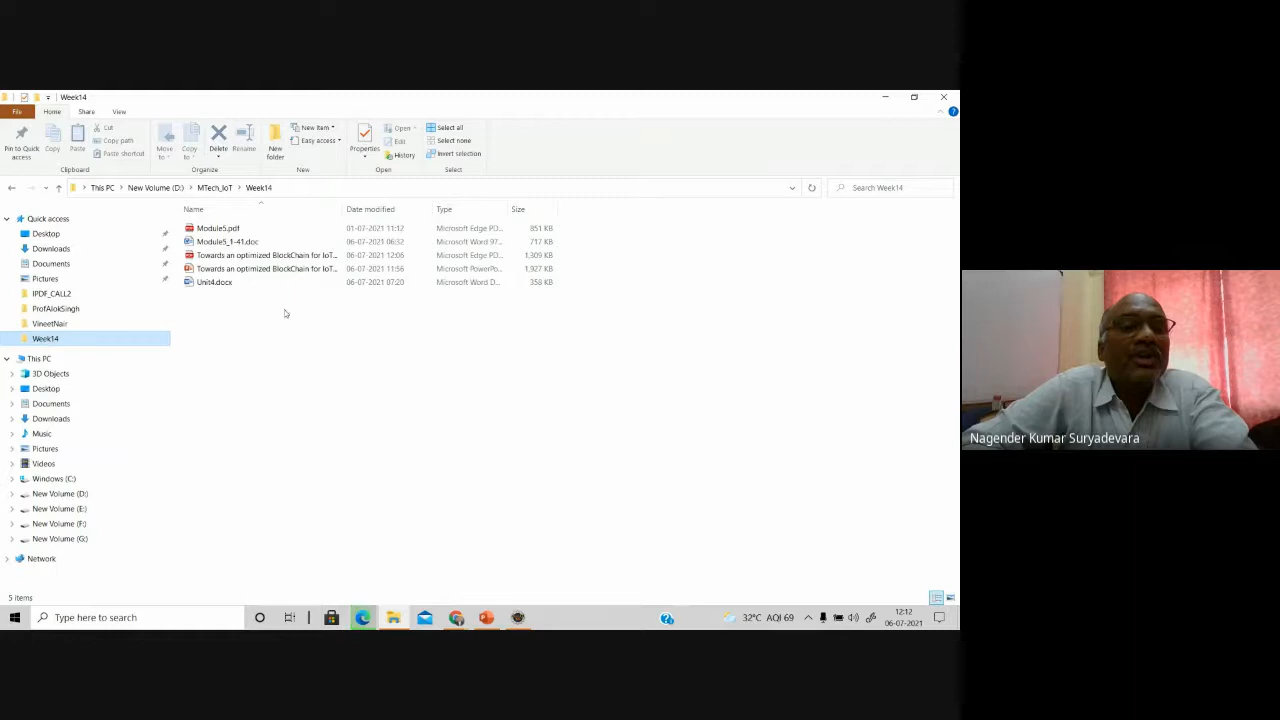 Week14
File Home Share View
Pin to Quick access
Copy
Paste
Cut
Copy path
Paste shortcut
Clipboard
Move to
Copy to
Delete
Rename
Organize
New folder
New item
Easy access
New
Properties
Open
Edit
History
Open
Select all
Select none
Invert selection
Select
This PC > New Volume (D:) > MTech_IoT > Week14
Search Week14
Name Date modified Type Size
Module5.pdf 01-07-2021 11:12 Microsoft Edge PD... 851 KB
Module5_1-41.doc 06-07-2021 06:32 Microsoft Word 97... 717 KB
Towards an optimized BlockChain for IoT... 06-07-2021 12:06 Microsoft Edge PD... 1,309 KB
Towards an optimized BlockChain for IoT... 06-07-2021 11:56 Microsoft PowerPo... 1,927 KB
Unit4.docx 06-07-2021 07:20 Microsoft Word D... 358 KB
Quick access
Desktop
Downloads
Documents
Pictures
IPDF_CALL2
ProfAlokSingh
VineetNair
Week14
This PC
3D Objects
Desktop
Documents
Downloads
Music
Pictures
Videos
Windows (C:)
New Volume (D:)
New Volume (E:)
New Volume (F:)
New Volume (G:)
Network
5 items
Type here to search
32°C AQI 69
12:12
06-07-2021
Nagender Kumar Suryadevara